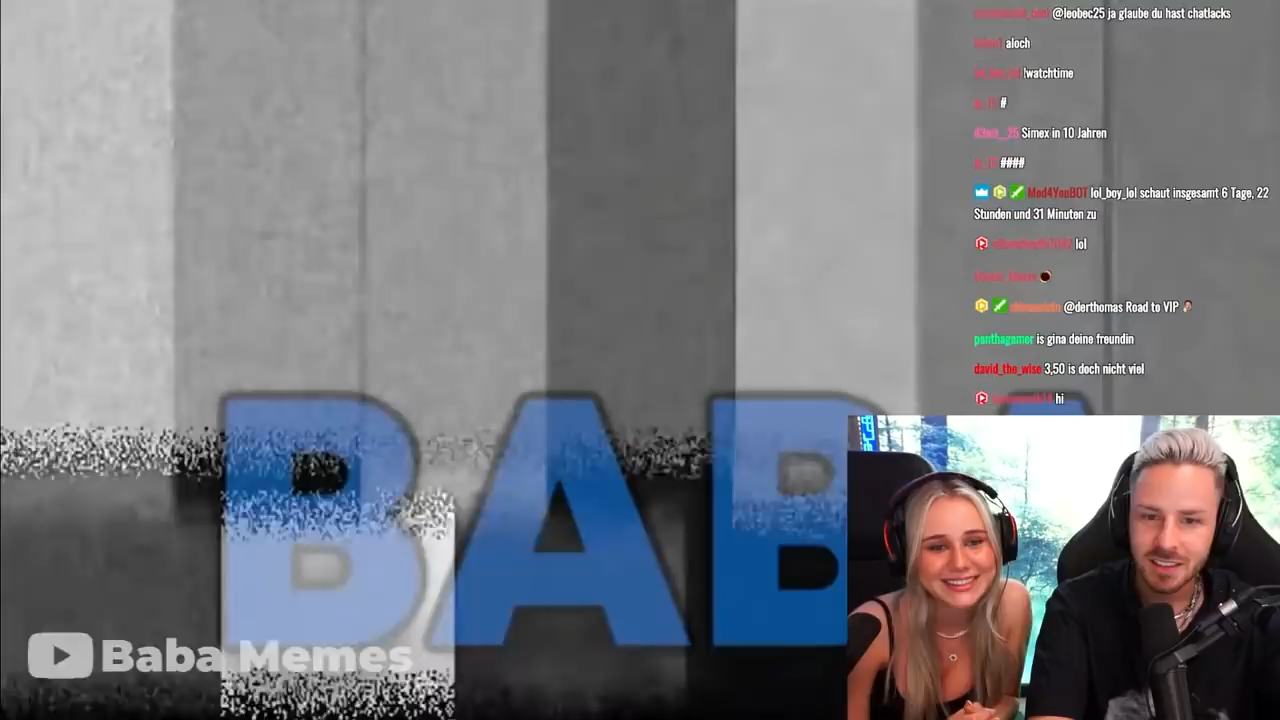 @leobec25 ja glaube du hast chatlacks
aloch
!watchtime
#
d3nis__25 Simex in 10 Jahren
####
Mod4YouBOT lol_boy_lol schaut insgesamt 6 Tage, 22
Stunden und 31 Minuten zu
lol
@derthomas Road to VIP
panthagamer is gina deine freundin
david_the_wise 3,50 is doch nicht viel
hi
BAB
Baba Memes